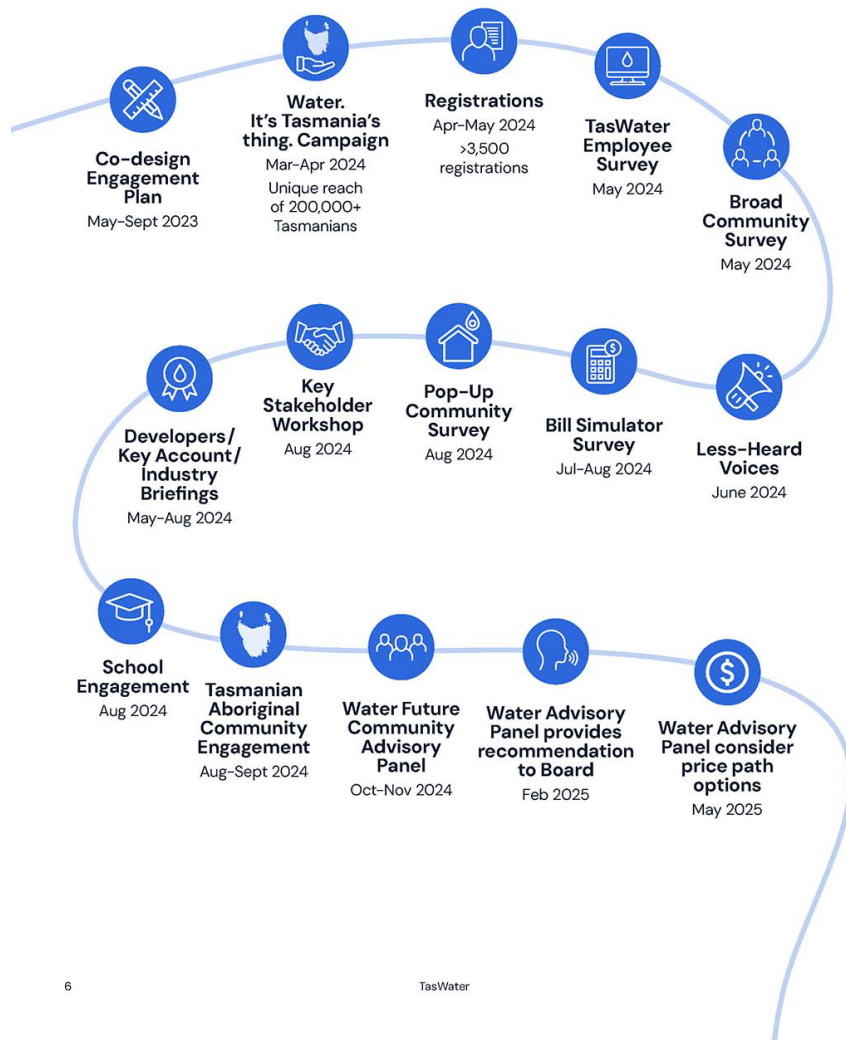 Co-design
Engagement
Plan
May-Sept 2023
Water.
It's Tasmania's
thing. Campaign
Mar-Apr 2024
Unique reach
of 200,000+
Tasmanians
Registrations
Apr-May 2024
>3,500
registrations
TasWater
Employee
Survey
May 2024
Broad
Community
Survey
May 2024
Less-Heard
Voices
June 2024
Bill Simulator
Survey
Jul-Aug 2024
Pop-Up
Community
Survey
Aug 2024
Key
Stakeholder
Workshop
Aug 2024
Developers/
Key Account/
Industry
Briefings
May-Aug 2024
School
Engagement
Aug 2024
Tasmanian
Aboriginal
Community
Engagement
Aug-Sept 2024
Water Future
Community
Advisory
Panel
Oct-Nov 2024
Water Advisory
Panel provides
recommendation
to Board
Feb 2025
Water Advisory
Panel consider
price path
options
May 2025
6
TasWater